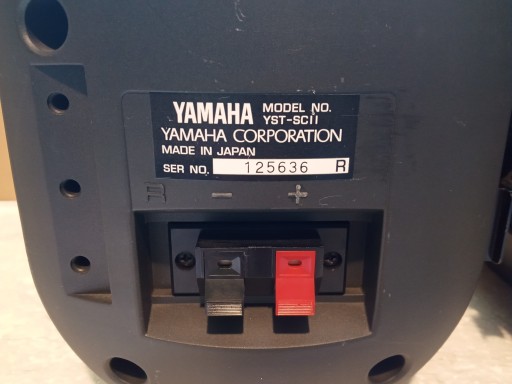 YAMAHA MODEL NO.
YST-SC11
YAMAHA CORPORATION
MADE IN JAPAN
SER NO. 125636 R
R - +